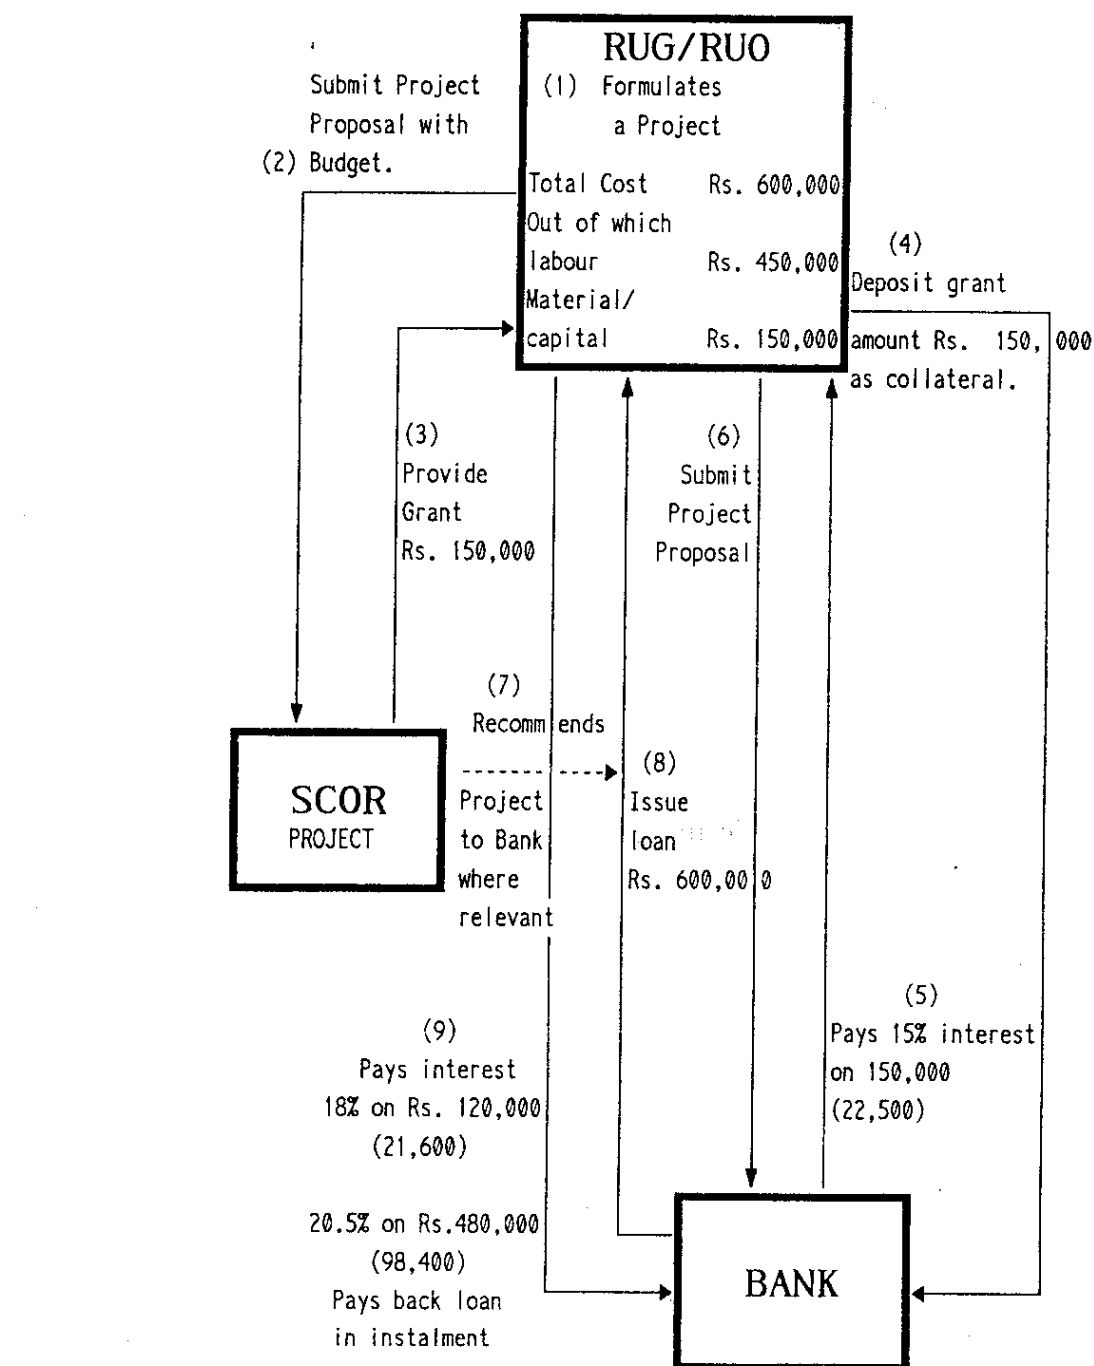 RUG/RUO
(1) Formulates
a Project
Total Cost Rs. 600,000
Out of which
labour Rs. 450,000
Material/
capital Rs. 150,000
Submit Project
Proposal with
(2) Budget.
(3)
Provide
Grant
Rs. 150,000
(4)
Deposit grant
amount Rs. 150,000
as collateral.
(6)
Submit
Project
Proposal
(7)
Recommends
Project
to Bank
where
relevant
SCOR
PROJECT
(8)
Issue
loan
Rs. 600,000
(5)
Pays 15% interest
on 150,000
(22,500)
(9)
Pays interest
18% on Rs. 120,000
(21,600)
20.5% on Rs.480,000
(98,400)
Pays back loan
in instalment
BANK